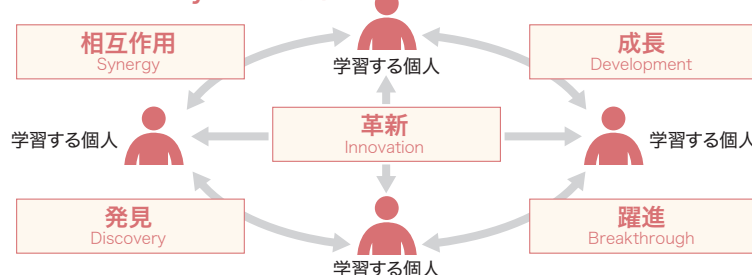 相互作用
Synergy
成長
Development
学習する個人
学習する個人
革新
Innovation
学習する個人
発見
Discovery
躍進
Breakthrough
学習する個人